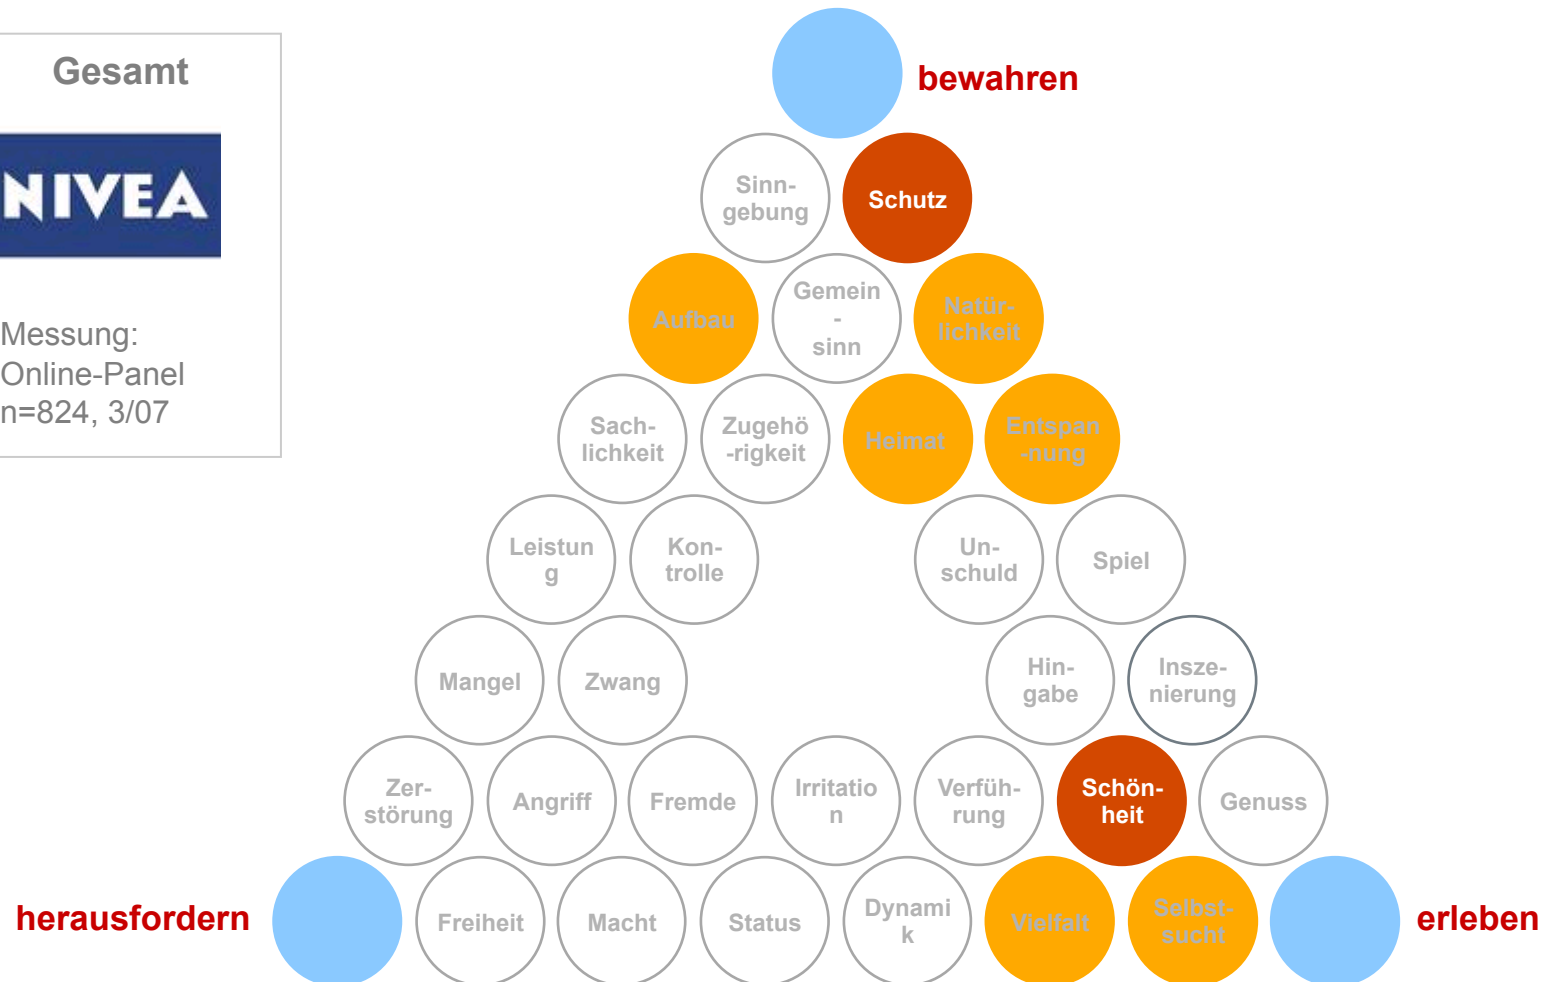 Gesamt
NIVEA
Messung:
Online-Panel
n=824, 3/07
bewahren
Sinn-
gebung
Schutz
Aufbau
Gemein
-
sinn
Natür-
lichkeit
Sach-
lichkeit
Zugehö
-rigkeit
Heimat
Entspan
-nung
Leistun
g
Kon-
trolle
Un-
schuld
Spiel
Mangel
Zwang
Hin-
gabe
Insze-
nierung
Zer-
störung
Angriff
Fremde
Irritatio
n
Verfüh-
rung
Schön-
heit
Genuss
herausfordern
Freiheit
Macht
Status
Dynami
k
Vielfalt
Selbst-
sucht
erleben